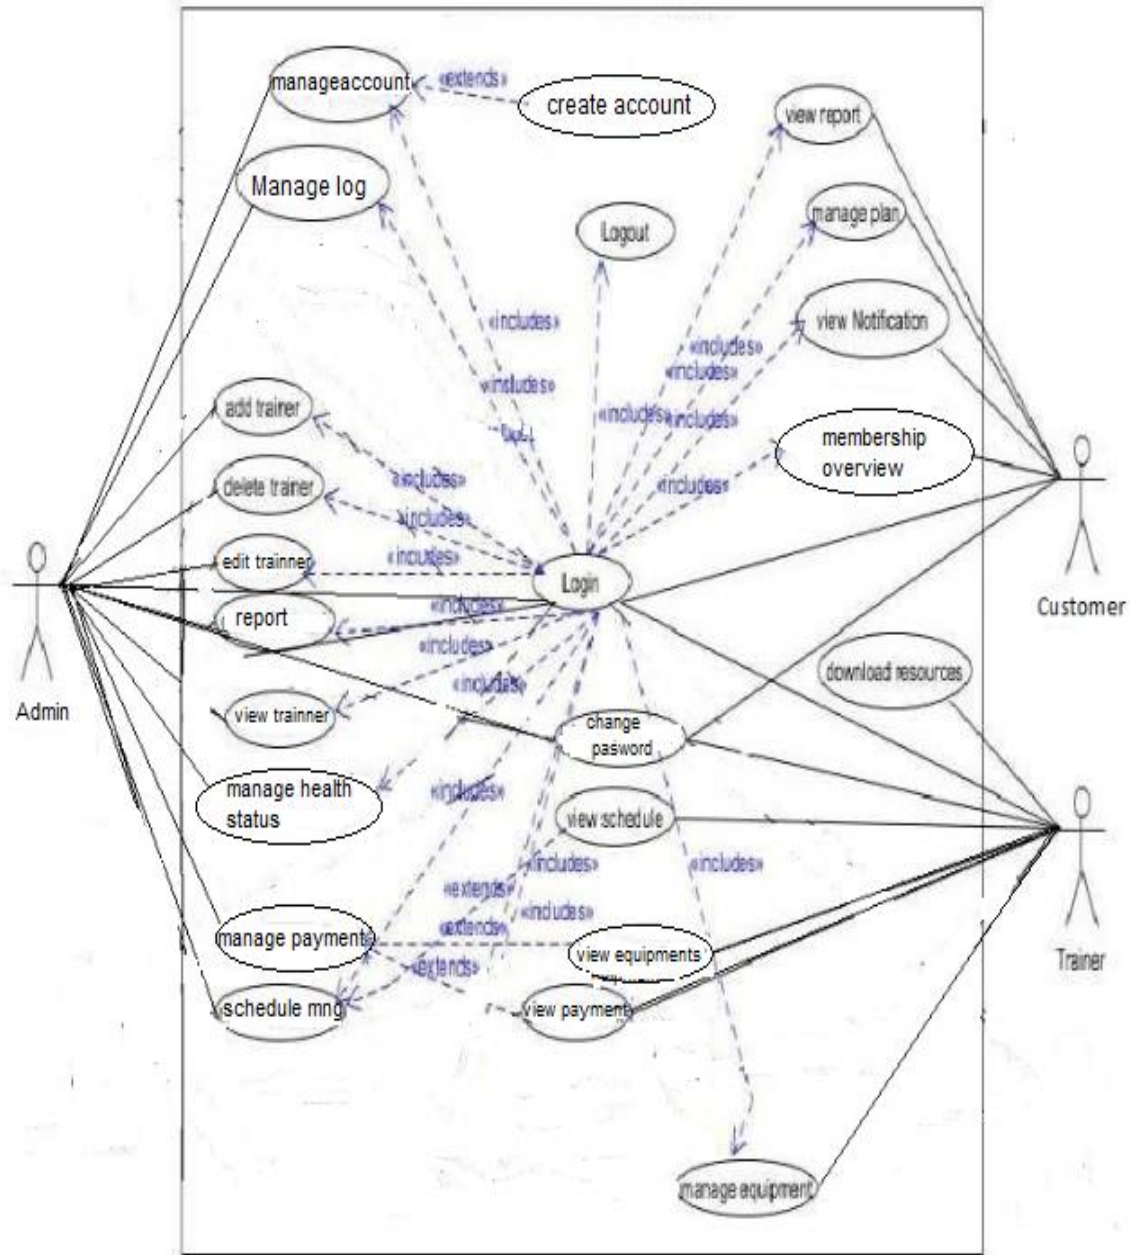 manageaccount
«extends»
create account
view report
Manage log
manage plan
Logout
view Notification
«includes»
«includes»
«includes»
«includes»
add trainer
«includes»
«includes»
membership
overview
«includes»
«includes»
delete trainer
«includes»
edit trainner
«includes»
Login
report
«includes»
Customer
«includes»
download resources
«includes»
view trainner
Admin
change
pasword
manage health
status
«includes»
view schedule
«includes»
«includes»
«extends»
«includes»
«extends»
manage payment
view equipments
«extends»
Trainer
schedule mng
view payment
manage equipment